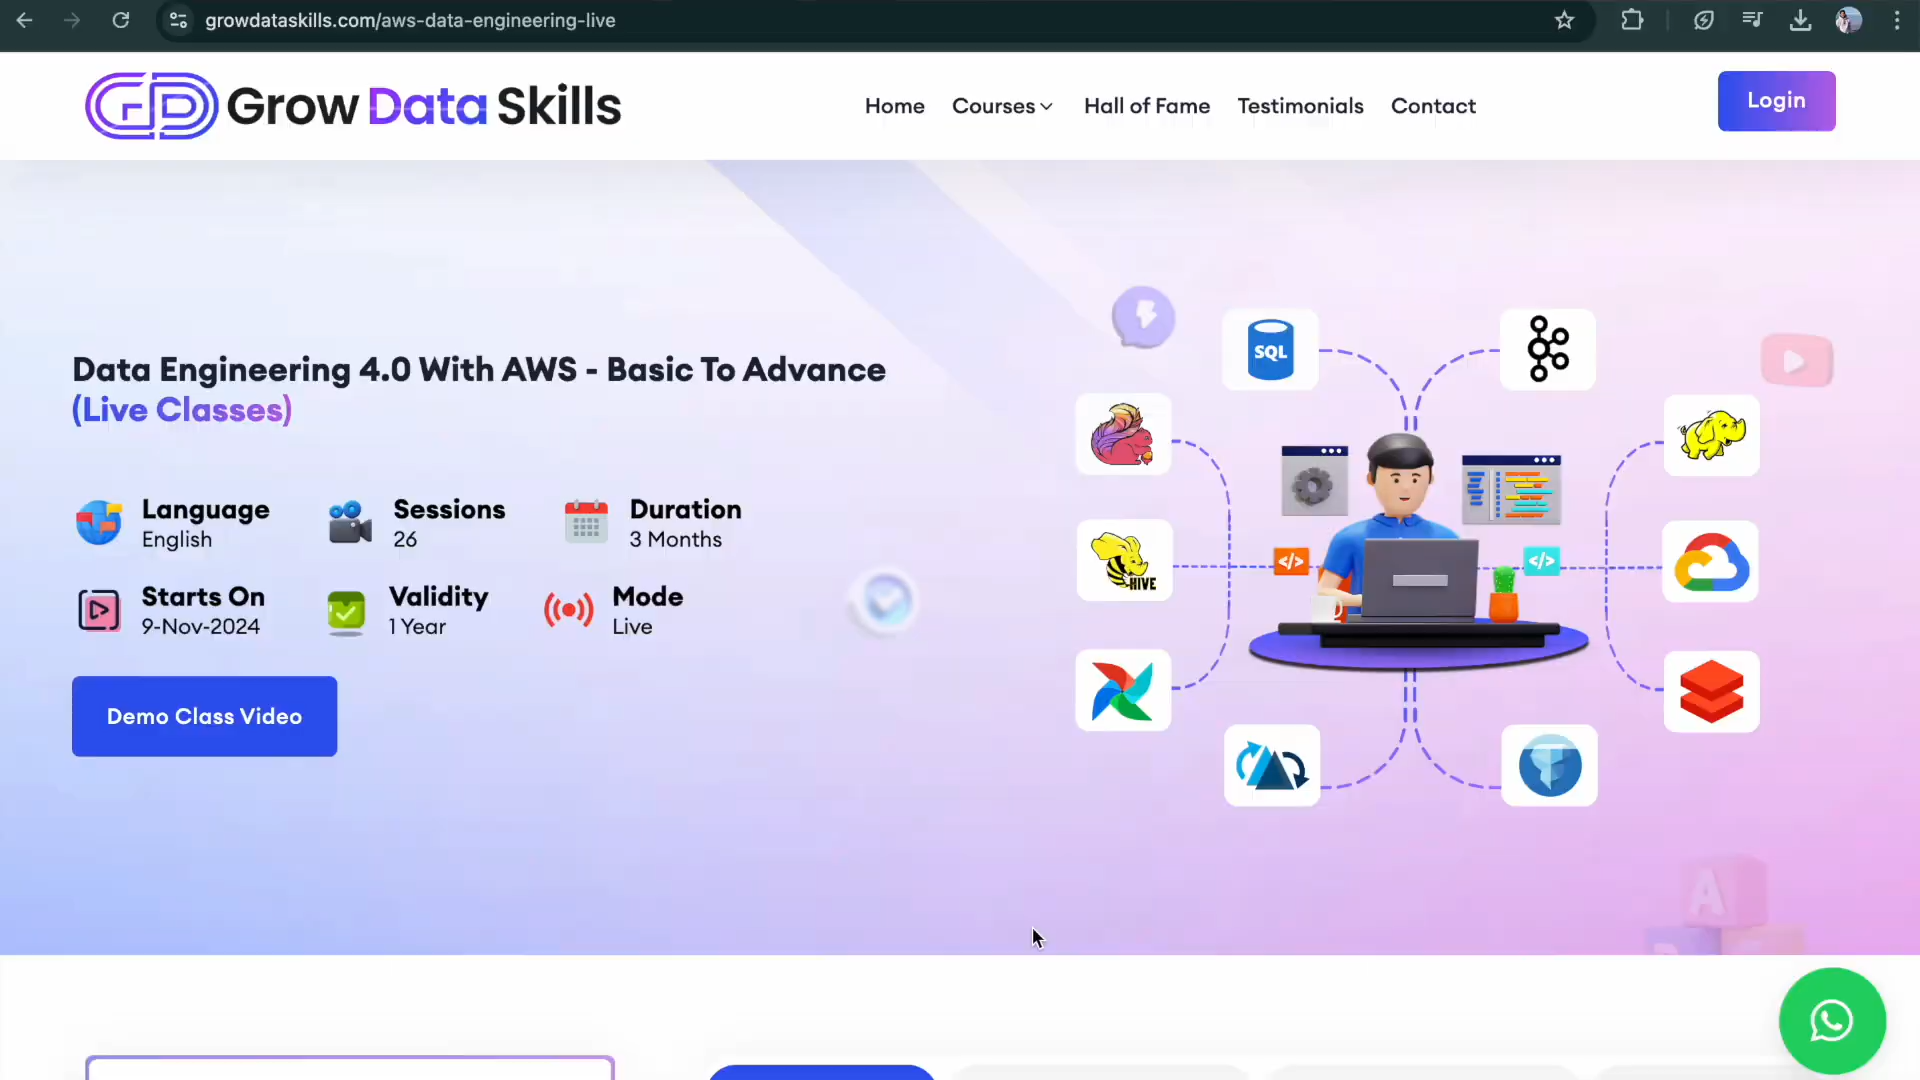 growdataskills.com/aws-data-engineering-live
Grow Data Skills
Home
Courses
Hall of Fame
Testimonials
Contact
Login
Data Engineering 4.0 With AWS - Basic To Advance
(Live Classes)
Language
English
Sessions
26
Duration
3 Months
Starts On
9-Nov-2024
Validity
1 Year
Mode
Live
Demo Class Video
SQL
HIVE
</>
</>
A